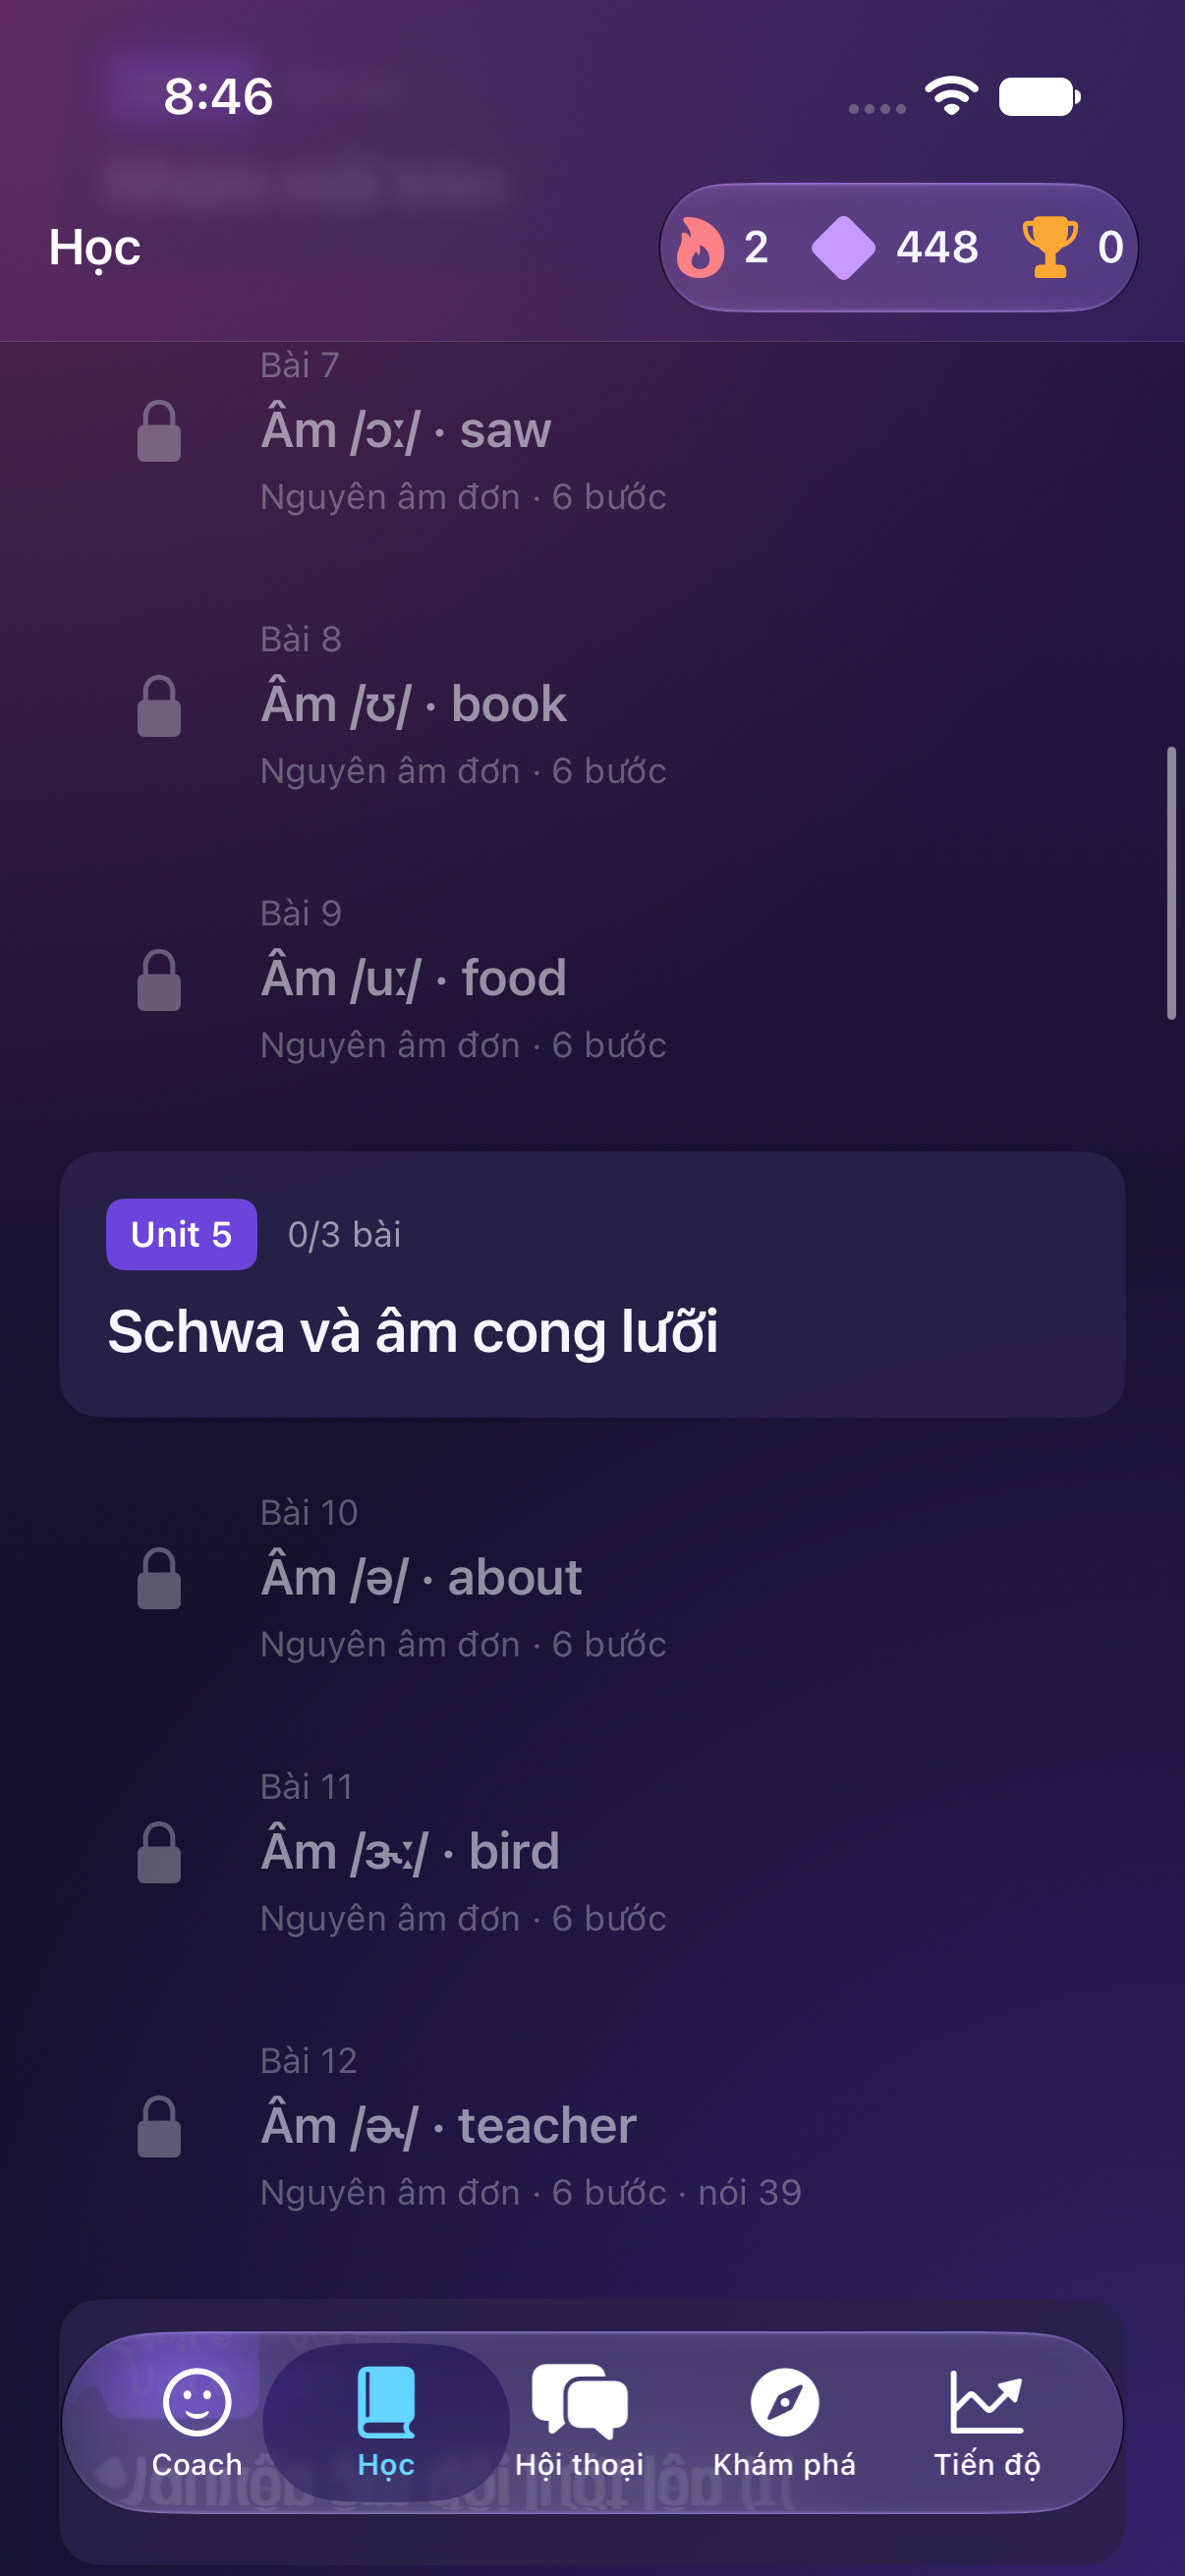 8:46
Học
2 448 0
Bài 7
Âm /ɔː/ · saw
Nguyên âm đơn · 6 bước
Bài 8
Âm /ʊ/ · book
Nguyên âm đơn · 6 bước
Bài 9
Âm /uː/ · food
Nguyên âm đơn · 6 bước
Unit 5 0/3 bài
Schwa và âm cong lưỡi
Bài 10
Âm /ə/ · about
Nguyên âm đơn · 6 bước
Bài 11
Âm /ɝː/ · bird
Nguyên âm đơn · 6 bước
Bài 12
Âm /ɚ/ · teacher
Nguyên âm đơn · 6 bước · nói 39
Coach Học Hội thoại Khám phá Tiến độ